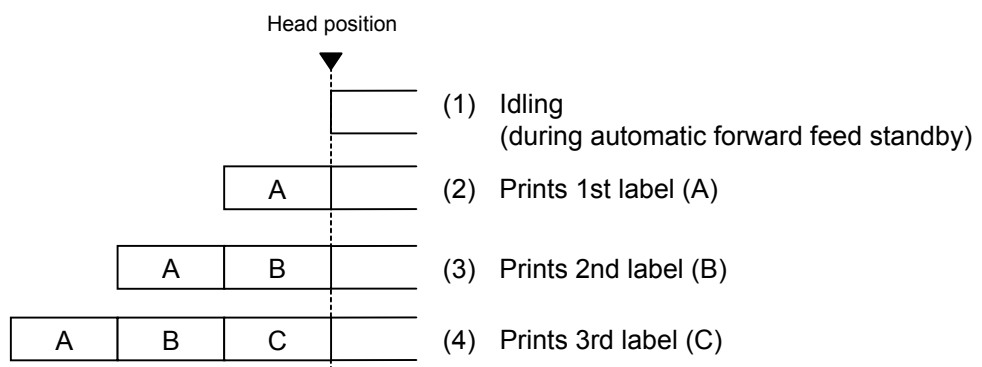 Head position
(1) Idling
(during automatic forward feed standby)
A (2) Prints 1st label (A)
A B (3) Prints 2nd label (B)
A B C (4) Prints 3rd label (C)